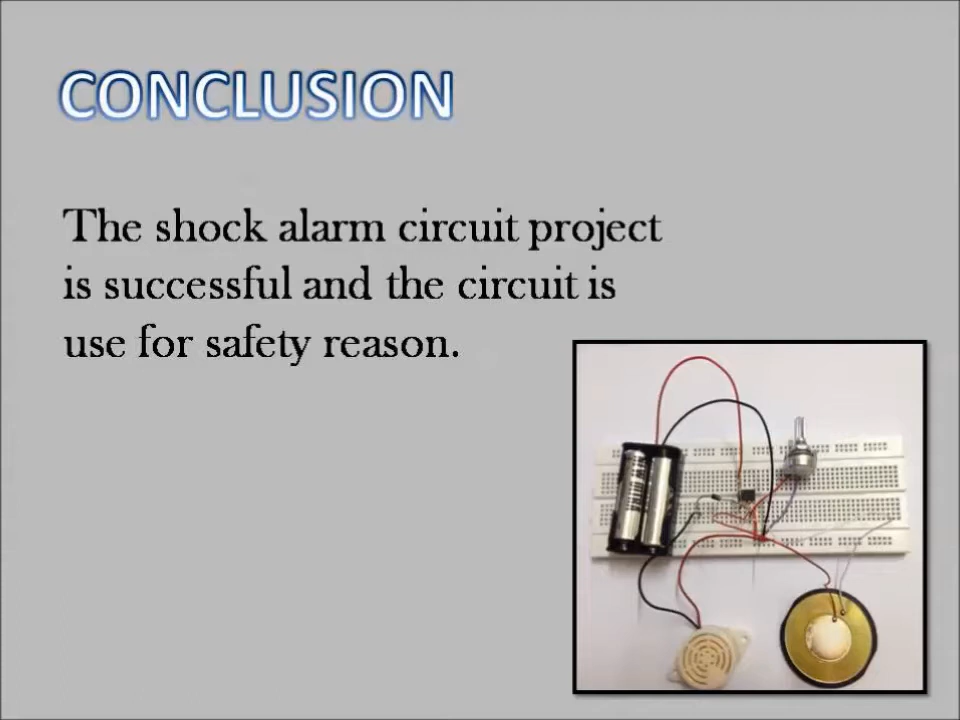 CONCLUSION
The shock alarm circuit project
is successful and the circuit is
use for safety reason.